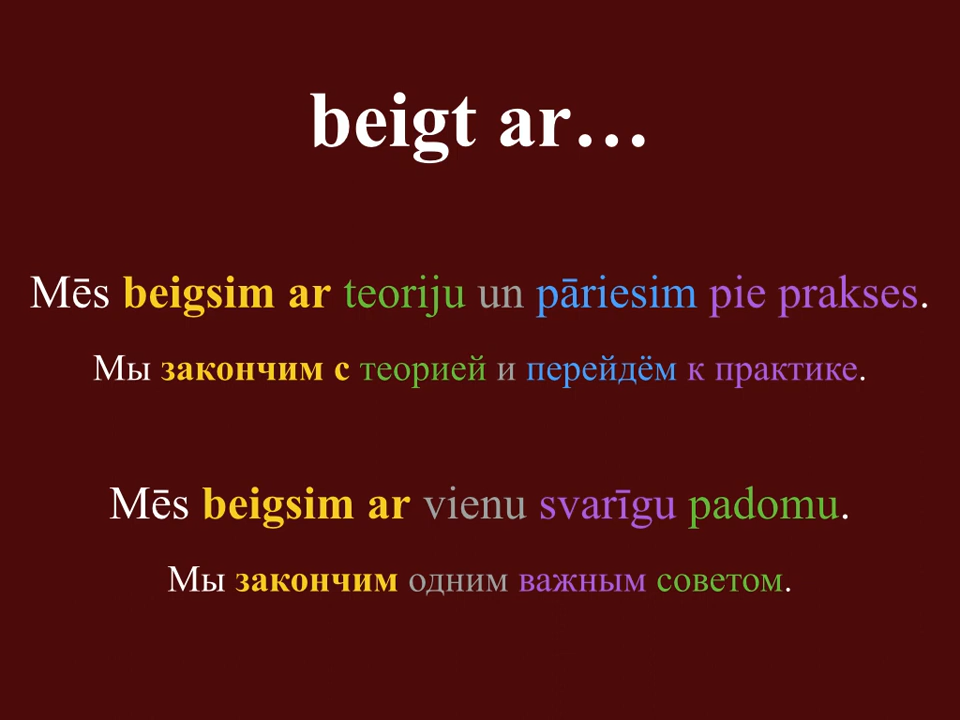 beigt ar…
Mēs beigsim ar teoriju un pāriesim pie prakses.
Мы закончим с теорией и перейдём к практике.
Mēs beigsim ar vienu svarīgu padomu.
Мы закончим одним важным советом.